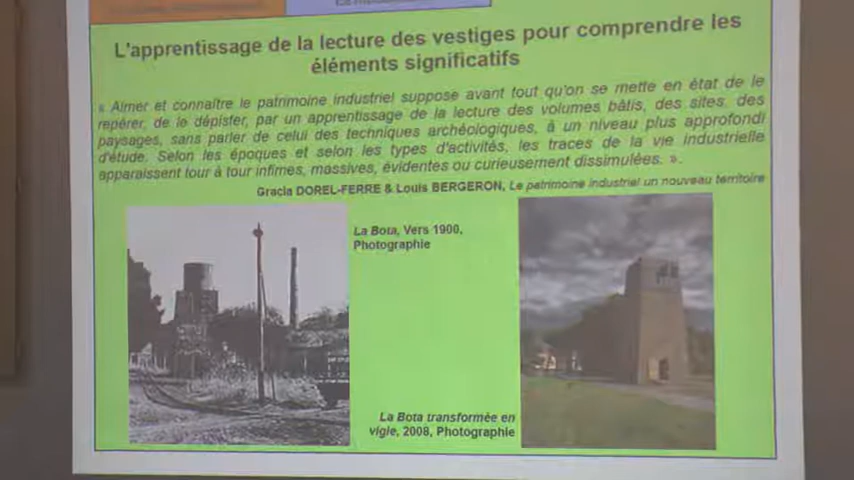 L'apprentissage de la lecture des vestiges pour comprendre les
éléments significatifs
« Aimer et connaître le patrimoine industriel suppose avant tout qu'on se mette en état de le
repérer, de le dépister, par un apprentissage de la lecture des volumes bâtis, des sites, des
paysages, sans parler de celui des techniques archéologiques, à un niveau plus approfondi
d'étude. Selon les époques et selon les types d'activités, les traces de la vie industrielle
apparaissent tour à tour infimes, massives, évidentes ou curieusement dissimulées. ».
Gracia DOREL-FERRE & Louis BERGERON, Le patrimoine industriel un nouveau territoire
La Bota, Vers 1900,
Photographie
La Bota transformée en
vigie, 2008, Photographie